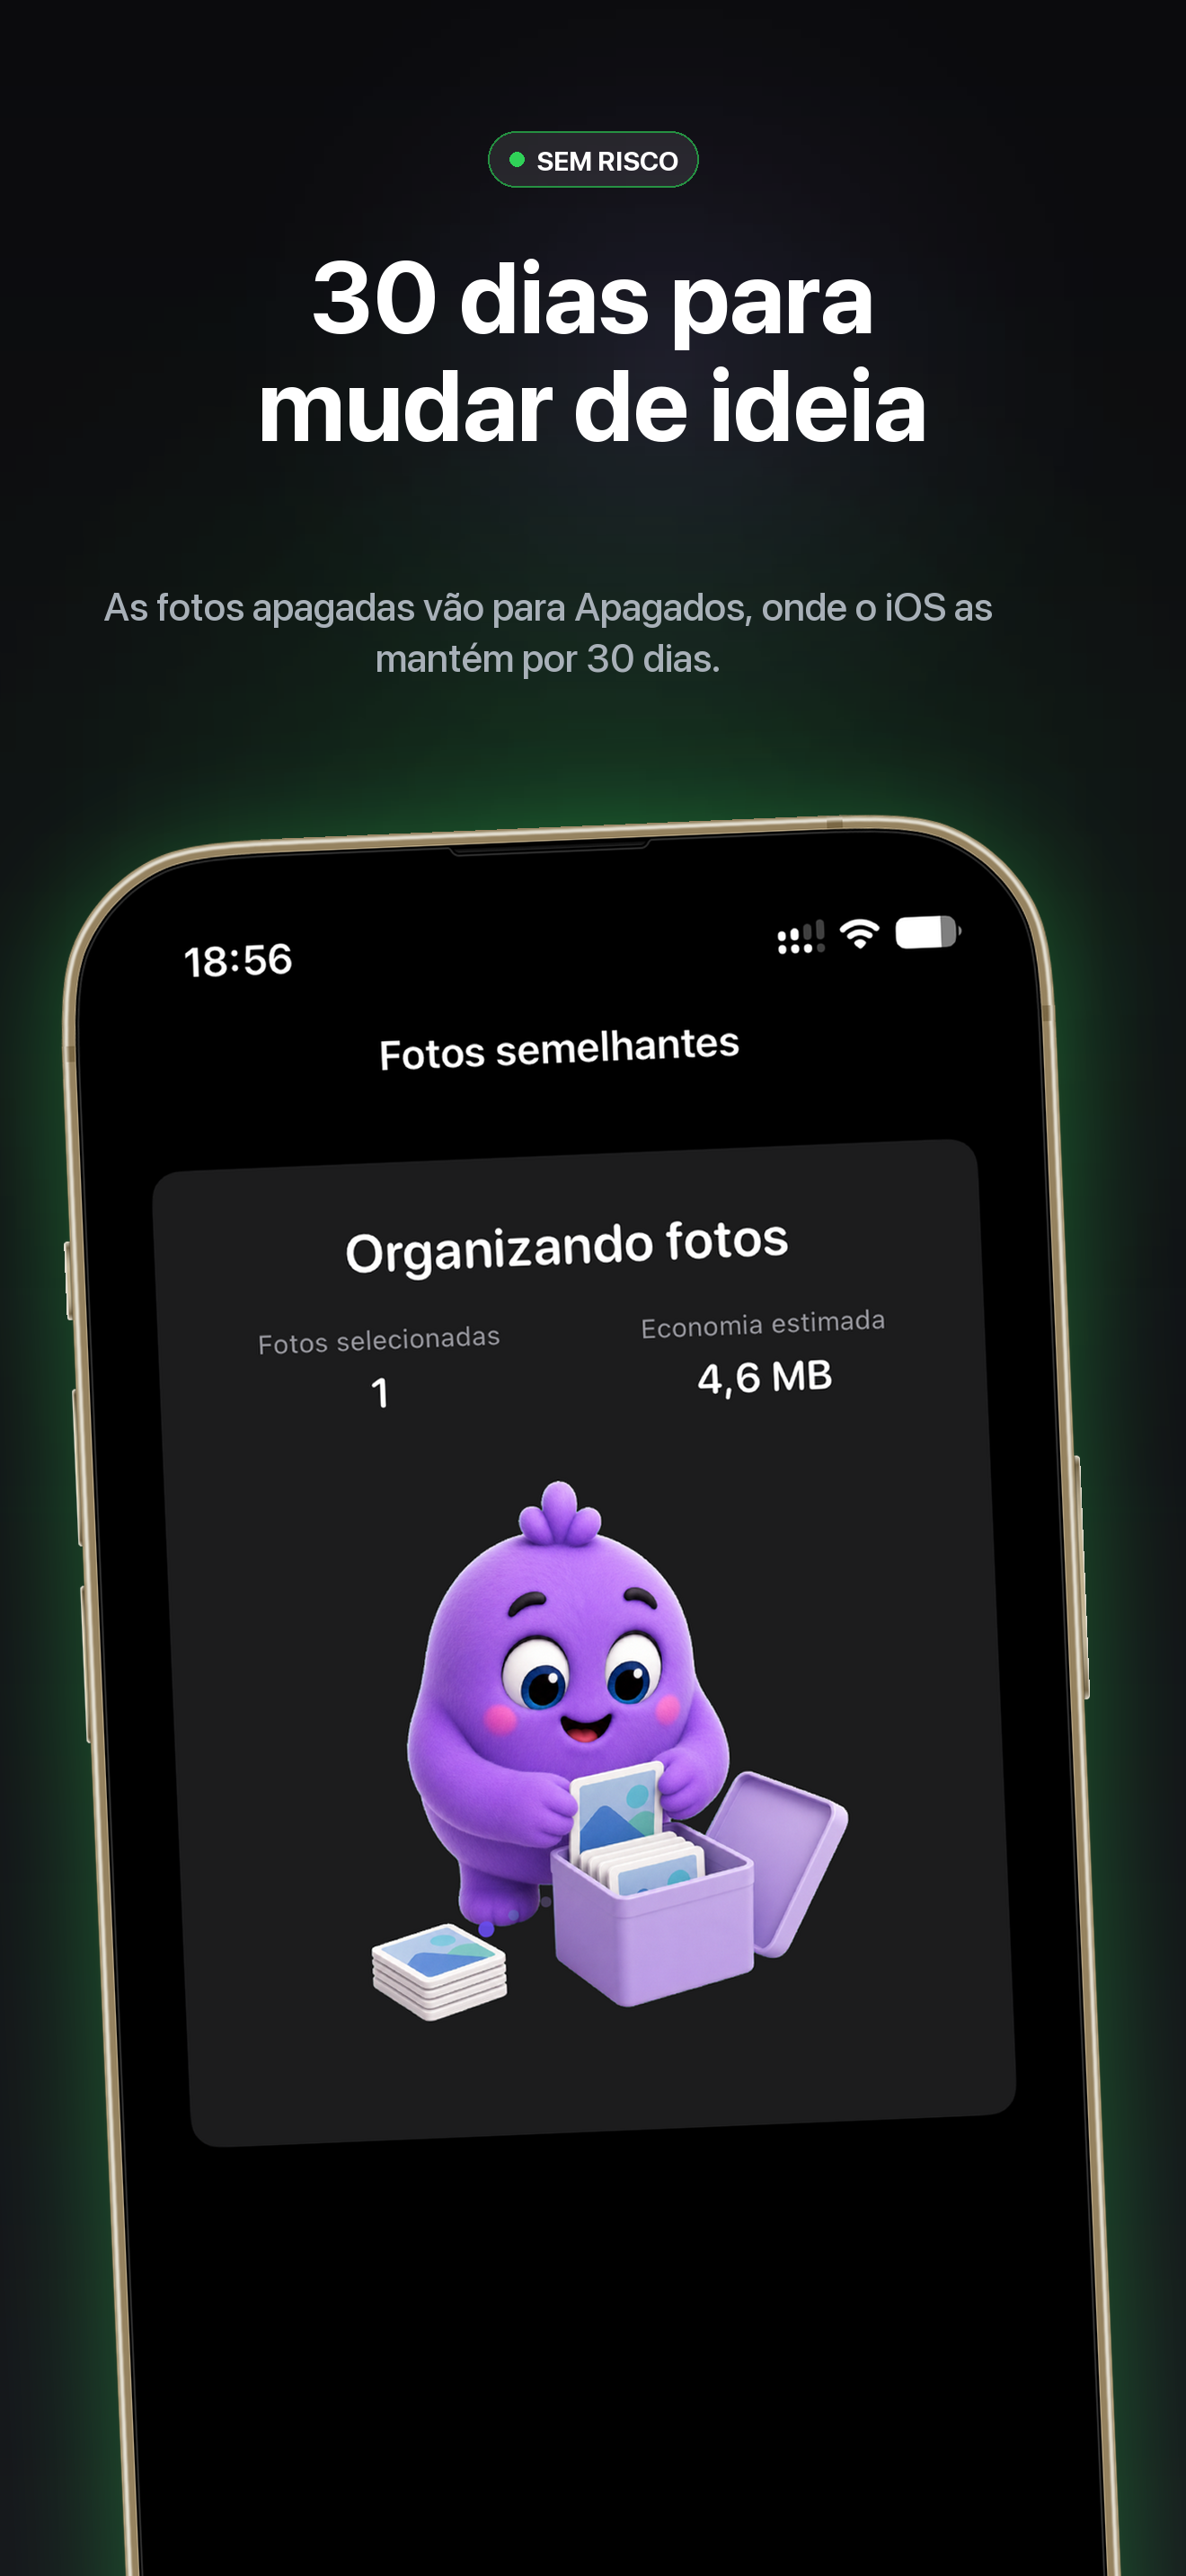 SEM RISCO
30 dias para
mudar de ideia
As fotos apagadas vão para Apagados, onde o iOS as
mantém por 30 dias.
18:56
Fotos semelhantes
Organizando fotos
Fotos selecionadas
1
Economia estimada
4,6 MB